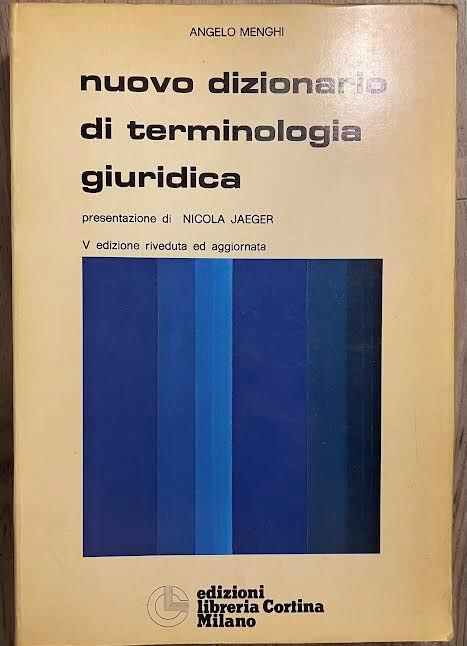 ANGELO MENGHI
nuovo dizionario
di terminologia
giuridica
presentazione di NICOLA JAEGER
V edizione riveduta ed aggiornata
edizioni
libreria Cortina
Milano